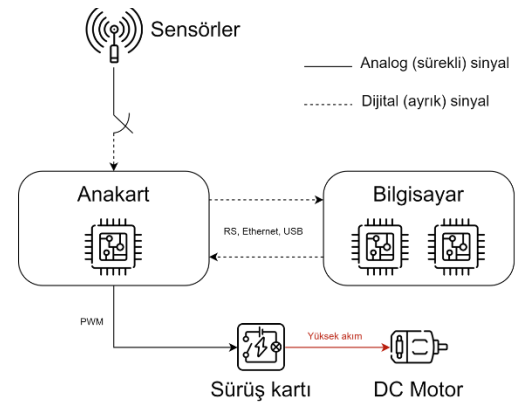 Sensörler
Analog (sürekli) sinyal
Dijital (ayrık) sinyal
Anakart
Bilgisayar
RS, Ethernet, USB
PWM
Yüksek akım
Sürüş kartı
DC Motor